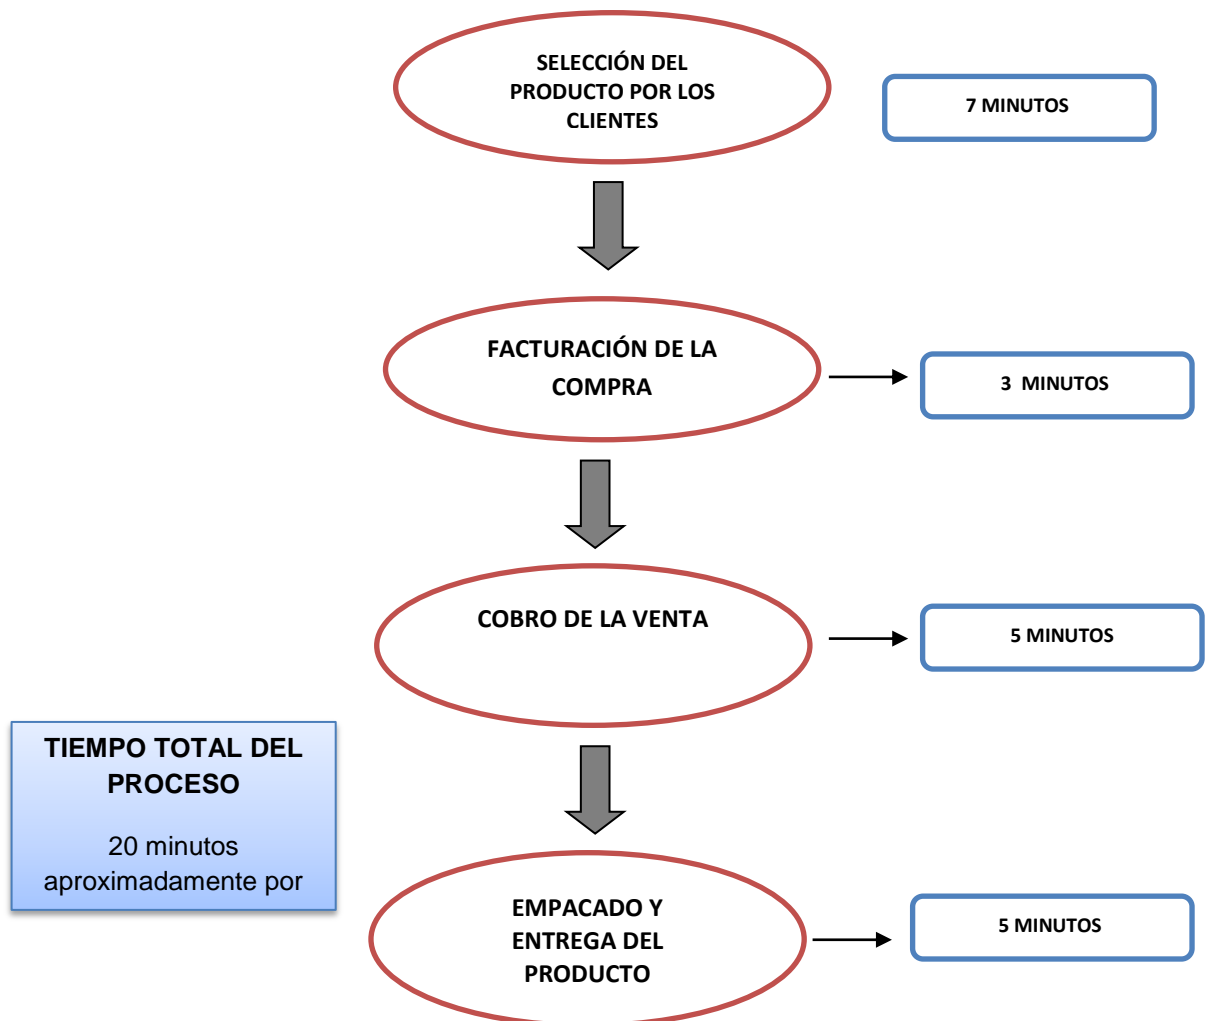 SELECCIÓN DEL
PRODUCTO POR LOS
CLIENTES
7 MINUTOS
FACTURACIÓN DE LA
COMPRA
3 MINUTOS
COBRO DE LA VENTA
5 MINUTOS
TIEMPO TOTAL DEL
PROCESO
20 minutos
aproximadamente por
EMPACADO Y
ENTREGA DEL
PRODUCTO
5 MINUTOS